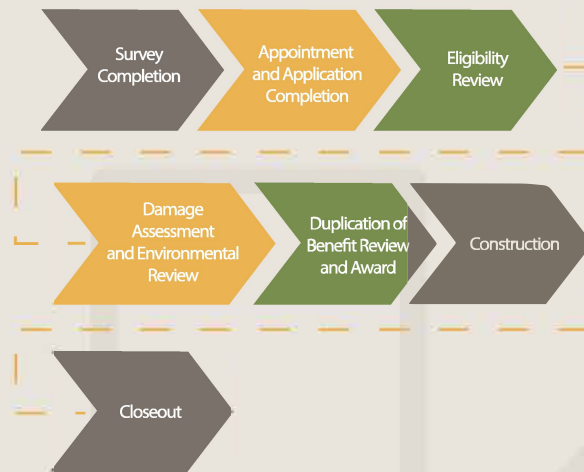 Survey
Completion
Appointment
and Application
Completion
Eligibility
Review
Damage
Assessment
and Environmental
Review
Duplication of
Benefit Review
and Award
Construction
Closeout